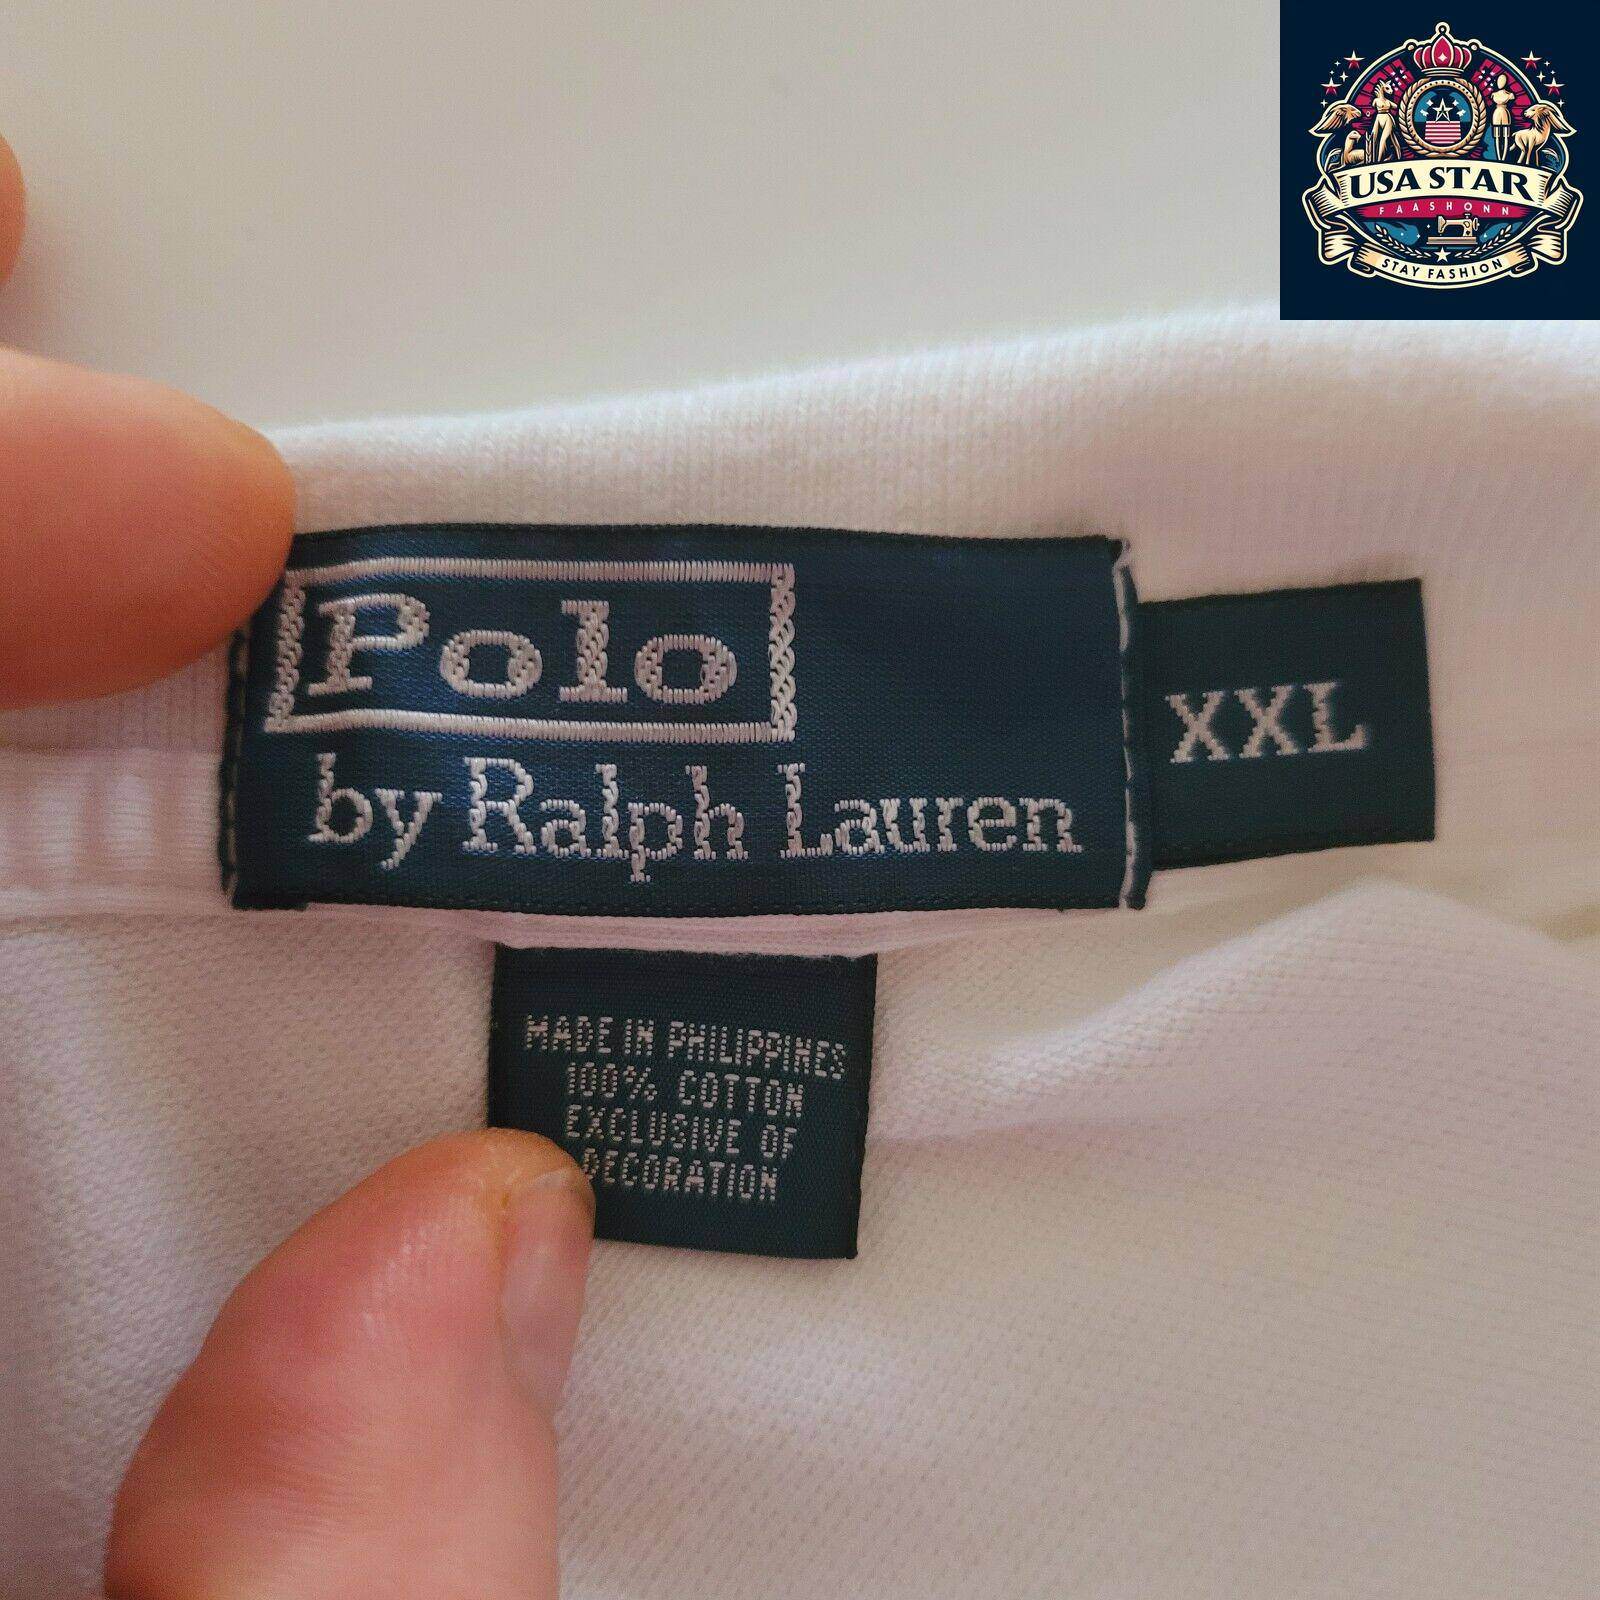 USA STAR
FAASHONN
STAY FASHION
Polo
by Ralph Lauren
XXL
MADE IN PHILIPPINES
100% COTTON
EXCLUSIVE OF
DECORATION